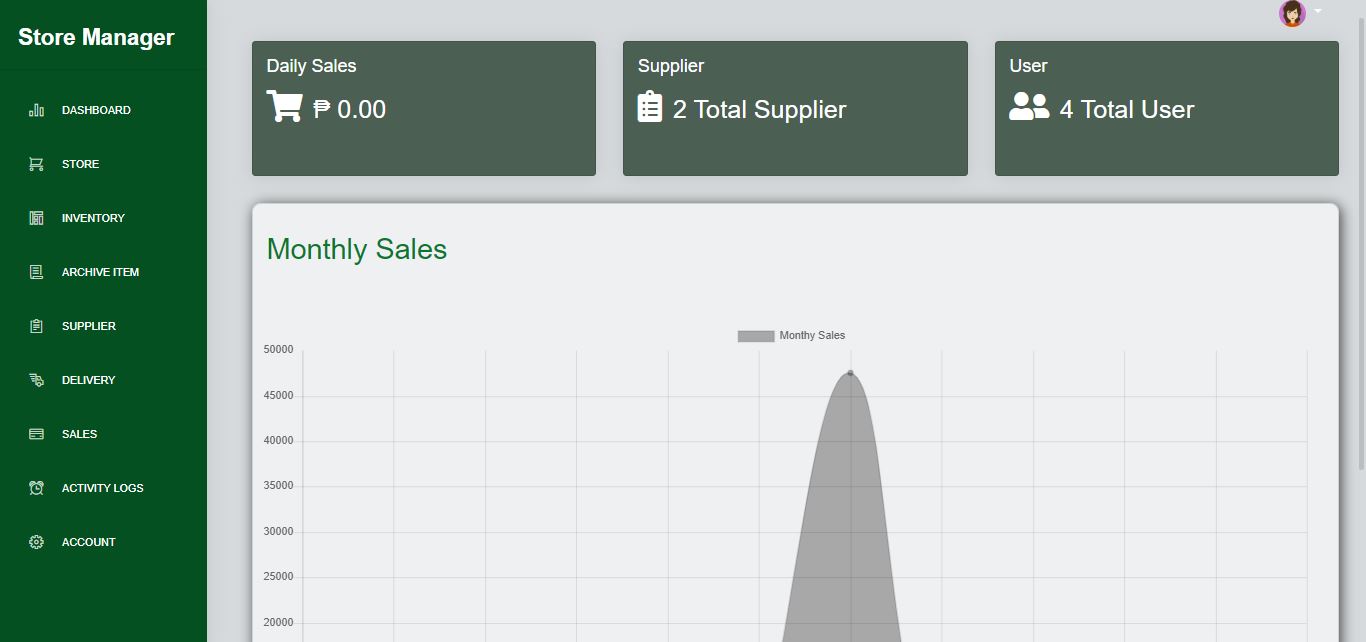 Store Manager
DASHBOARD
STORE
INVENTORY
ARCHIVE ITEM
SUPPLIER
DELIVERY
SALES
ACTIVITY LOGS
ACCOUNT
Daily Sales
₱ 0.00
Supplier
2 Total Supplier
User
4 Total User
Monthly Sales
Monthy Sales
50000
45000
40000
35000
30000
25000
20000